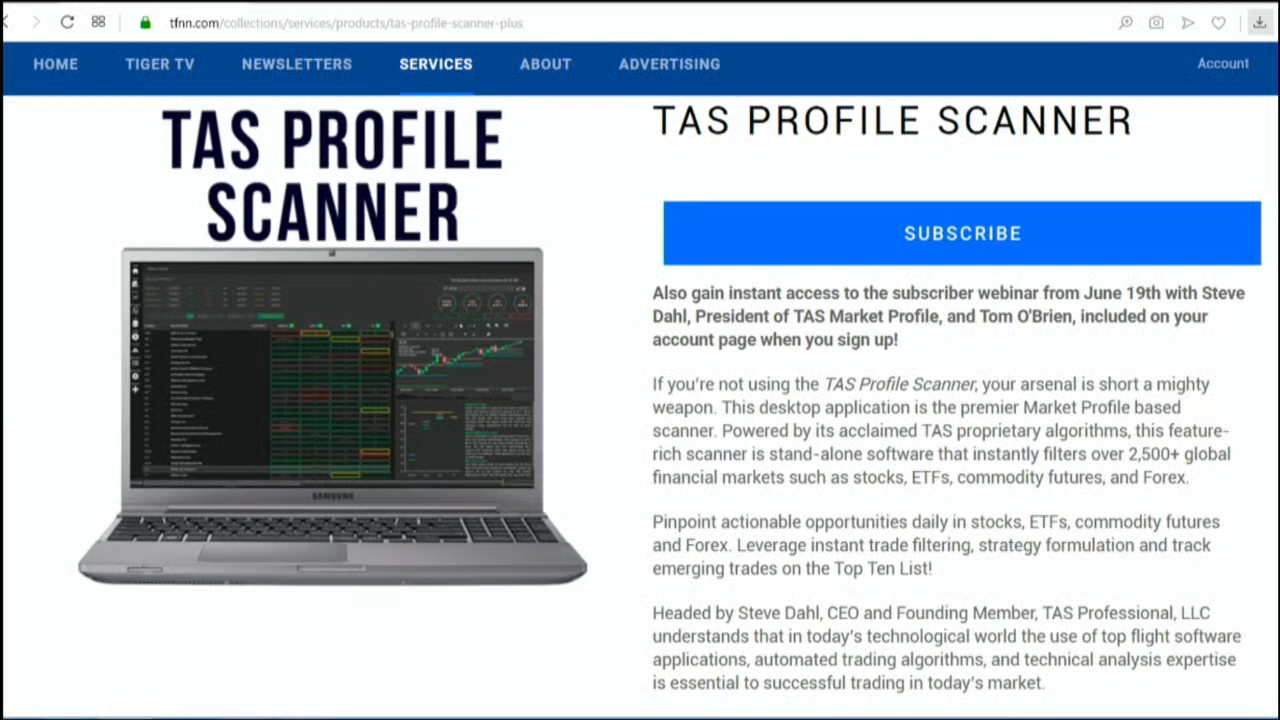 tfnn.com/collections/services/products/tas-profile-scanner-plus
HOME TIGER TV NEWSLETTERS SERVICES ABOUT ADVERTISING Account
TAS PROFILE
SCANNER
SAMSUNG
TAS PROFILE SCANNER
SUBSCRIBE
Also gain instant access to the subscriber webinar from June 19th with Steve
Dahl, President of TAS Market Profile, and Tom O'Brien, included on your
account page when you sign up!
If you're not using the TAS Profile Scanner, your arsenal is short a mighty
weapon. This desktop application is the premier Market Profile based
scanner. Powered by its acclaimed TAS proprietary algorithms, this feature-
rich scanner is stand-alone software that instantly filters over 2,500+ global
financial markets such as stocks, ETFs, commodity futures, and Forex.
Pinpoint actionable opportunities daily in stocks, ETFs, commodity futures
and Forex. Leverage instant trade filtering, strategy formulation and track
emerging trades on the Top Ten List!
Headed by Steve Dahl, CEO and Founding Member, TAS Professional, LLC
understands that in today's technological world the use of top flight software
applications, automated trading algorithms, and technical analysis expertise
is essential to successful trading in today's market.